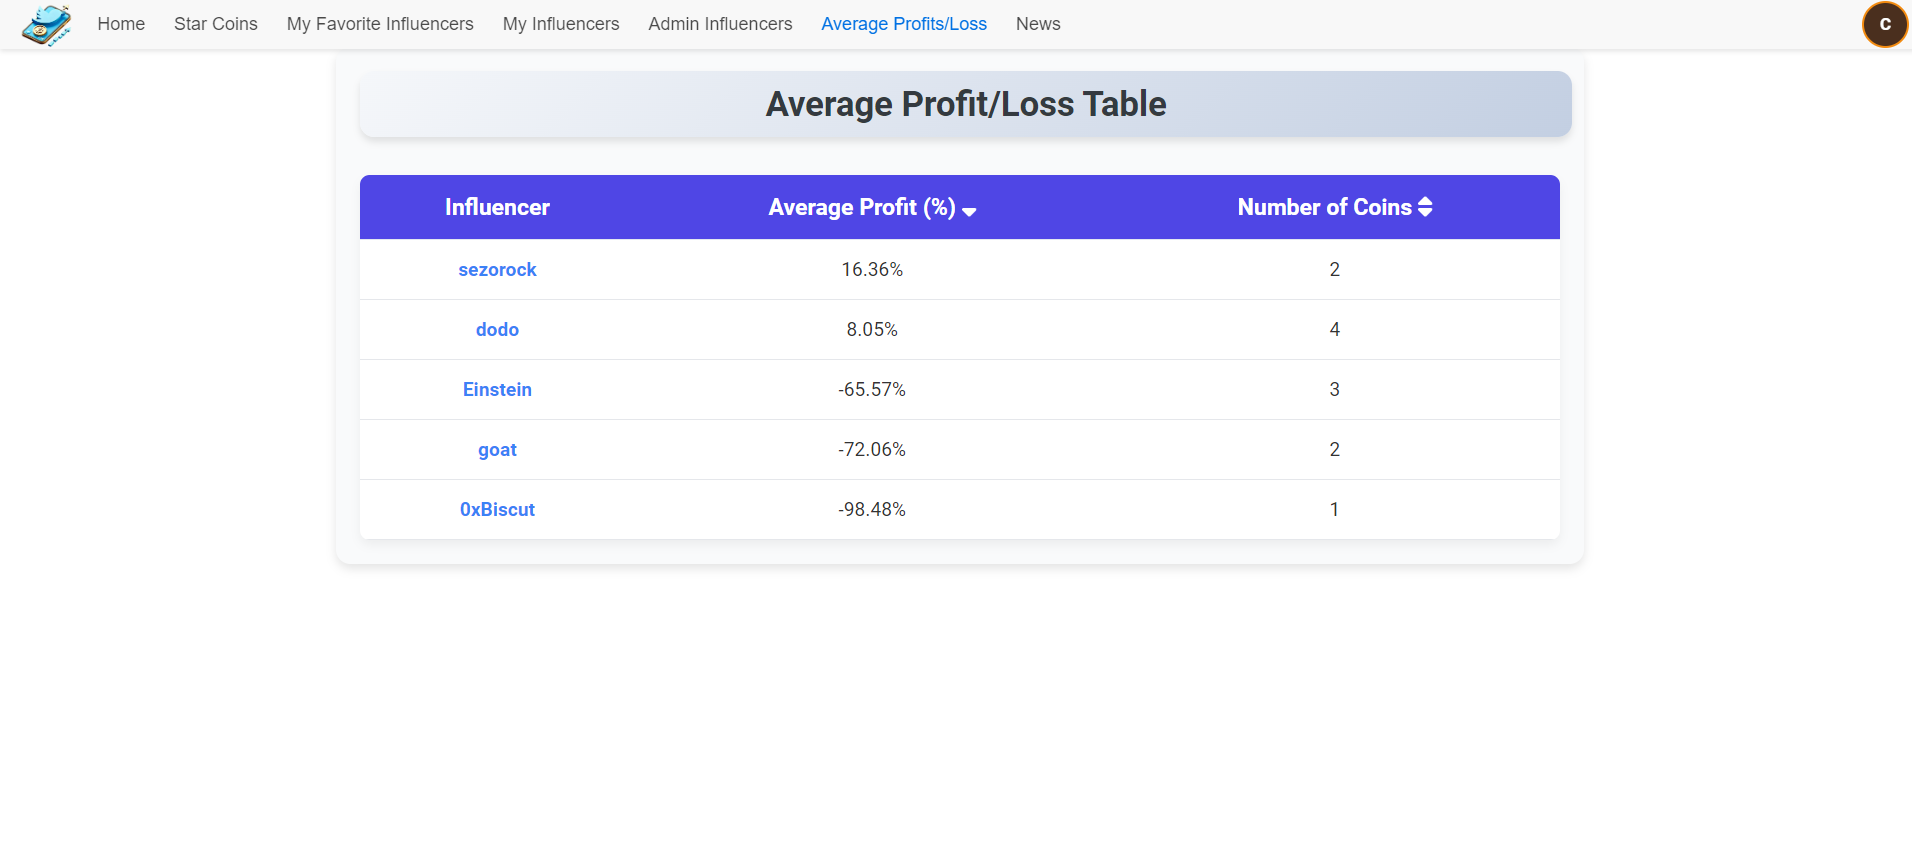 Home Star Coins My Favorite Influencers My Influencers Admin Influencers Average Profits/Loss News C
Average Profit/Loss Table
Influencer Average Profit (%) Number of Coins
sezorock 16.36% 2
dodo 8.05% 4
Einstein -65.57% 3
goat -72.06% 2
0xBiscut -98.48% 1